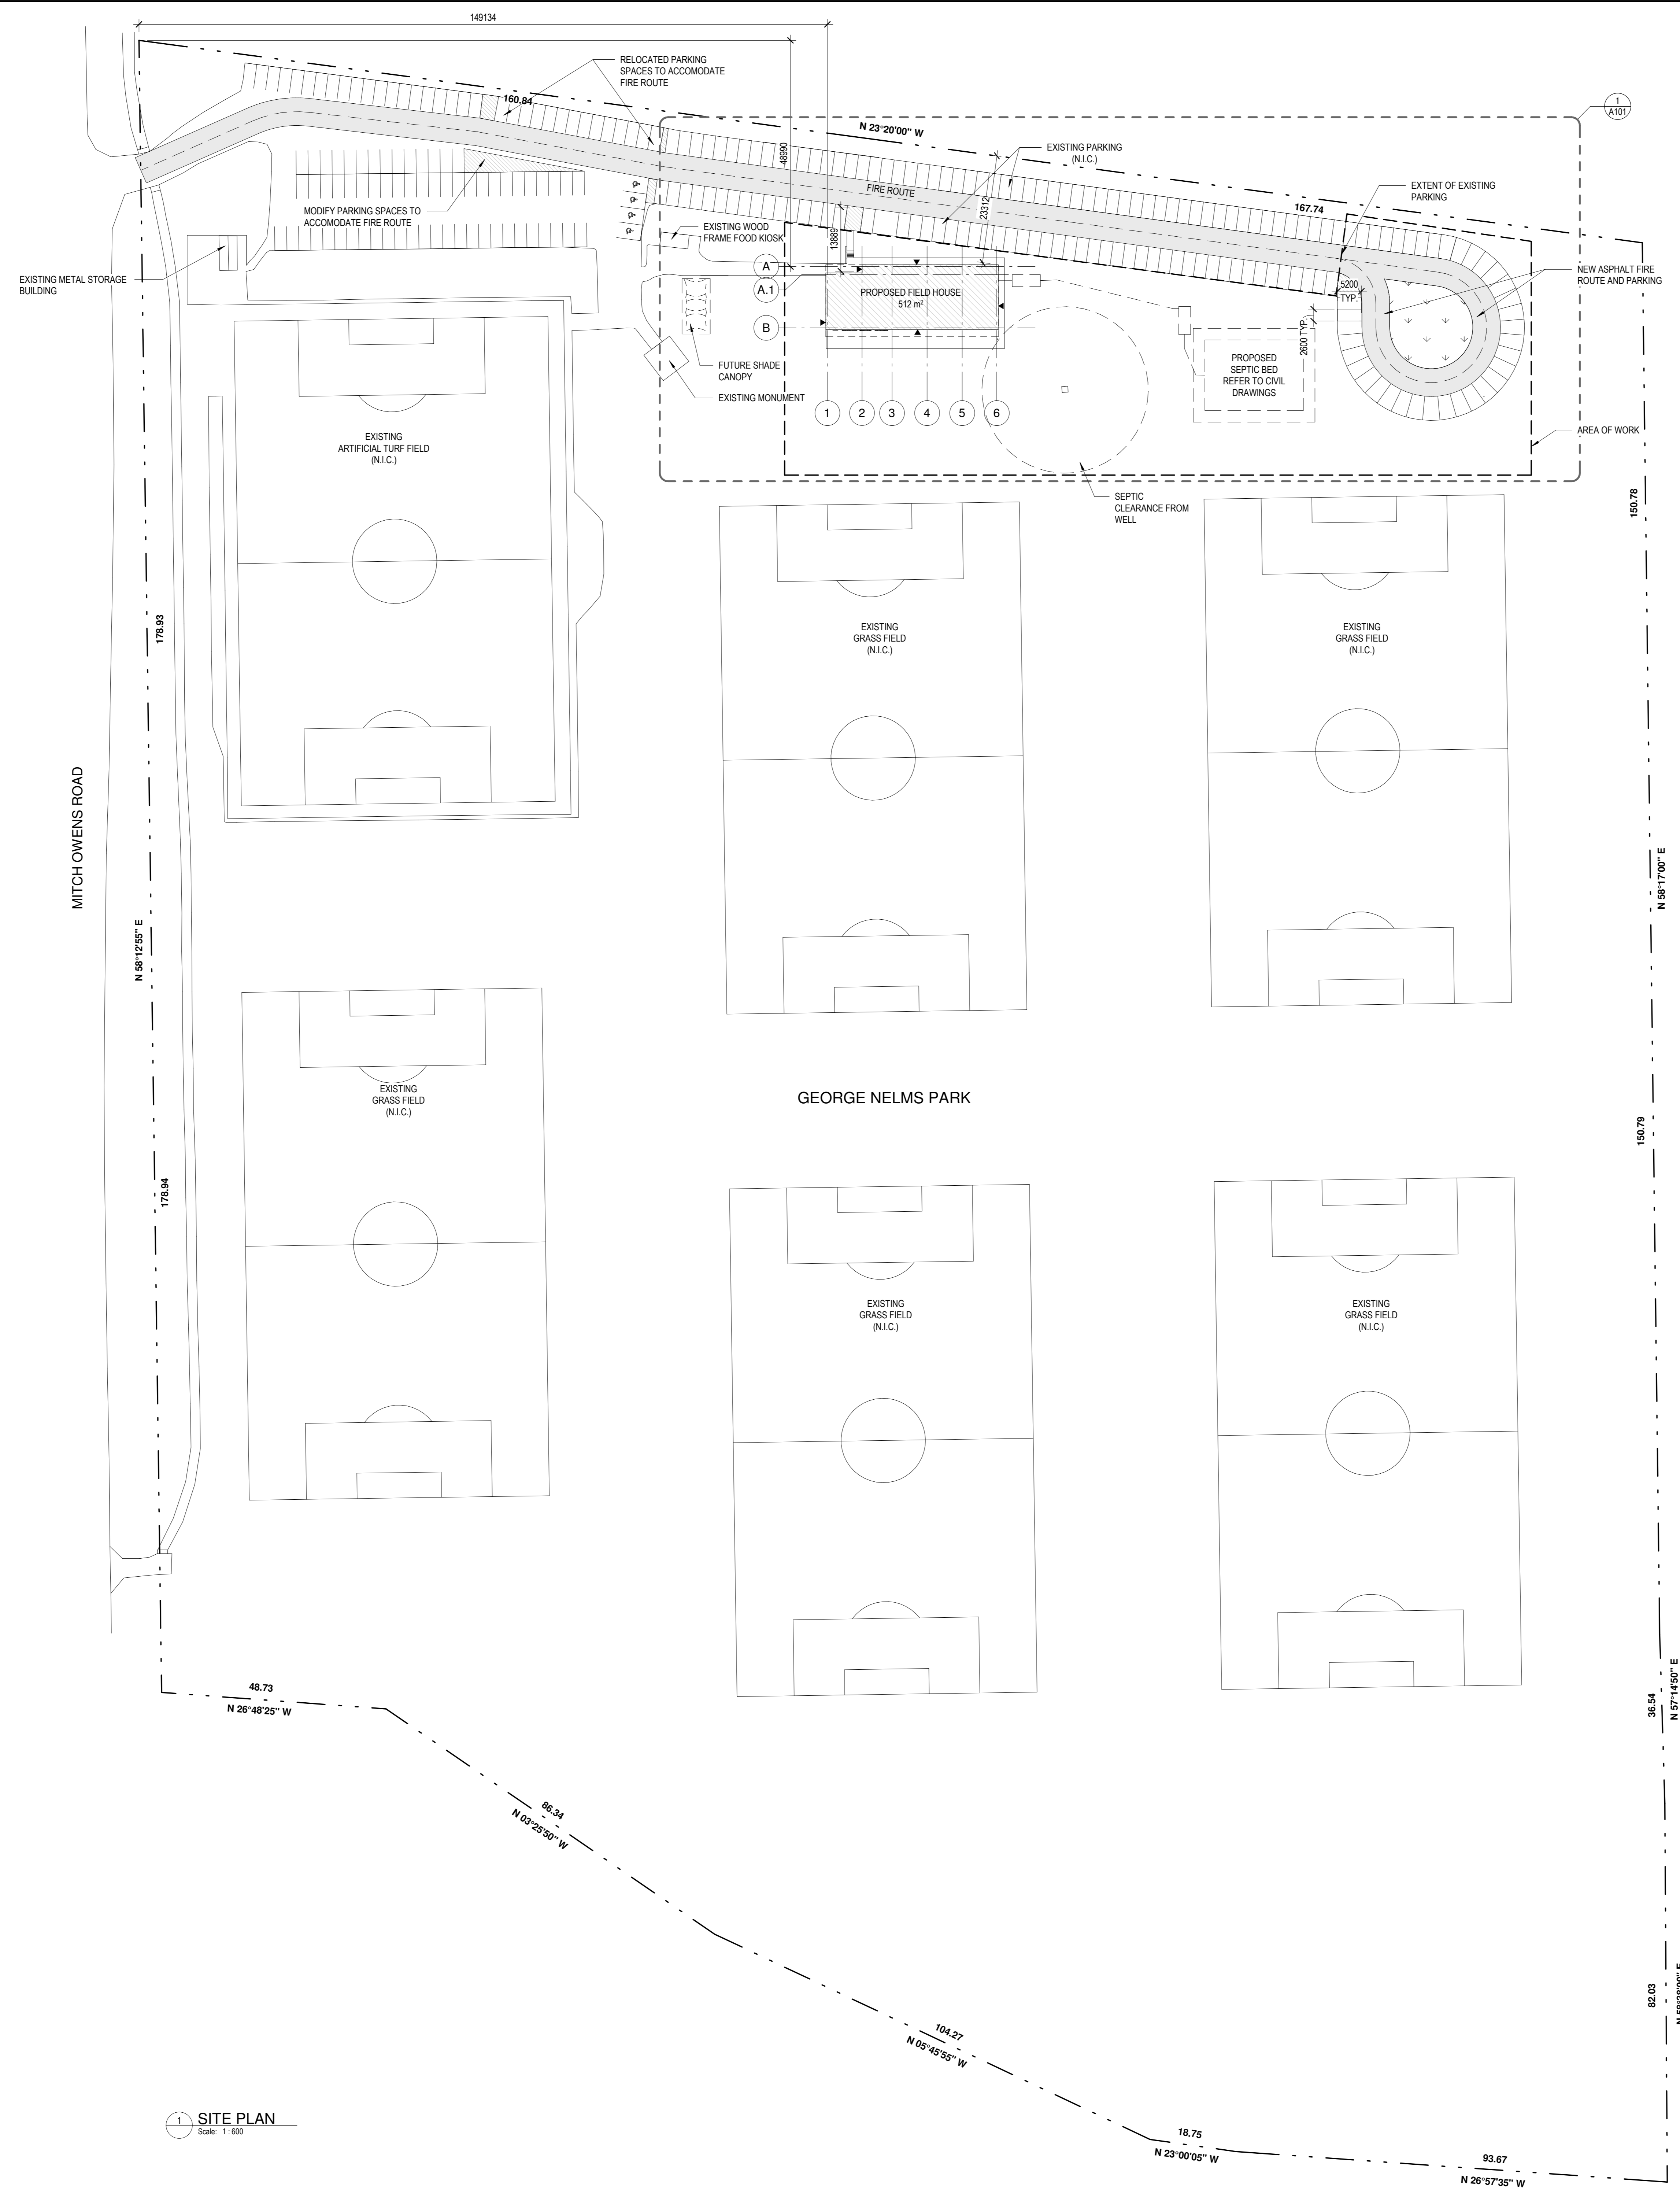 149134
RELOCATED PARKING
SPACES TO ACCOMODATE
FIRE ROUTE
160.84
N 23°20'00" W
1
A101
48990
EXISTING PARKING
(N.I.C.)
FIRE ROUTE
EXTENT OF EXISTING
PARKING
167.74
23312
MODIFY PARKING SPACES TO
ACCOMODATE FIRE ROUTE
EXISTING WOOD
FRAME FOOD KIOSK
13889
EXISTING METAL STORAGE
BUILDING
A
A.1
B
PROPOSED FIELD HOUSE
512 m²
NEW ASPHALT FIRE
ROUTE AND PARKING
5200
TYP.
2600 TYP.
FUTURE SHADE
CANOPY
EXISTING MONUMENT
PROPOSED
SEPTIC BED
REFER TO CIVIL
DRAWINGS
1
2
3
4
5
6
AREA OF WORK
EXISTING
ARTIFICIAL TURF FIELD
(N.I.C.)
SEPTIC
CLEARANCE FROM
WELL
150.78
EXISTING
GRASS FIELD
(N.I.C.)
EXISTING
GRASS FIELD
(N.I.C.)
178.93
MITCH OWENS ROAD
N 58°12'55" E
N 58°17'00" E
EXISTING
GRASS FIELD
(N.I.C.)
GEORGE NELMS PARK
150.79
178.94
EXISTING
GRASS FIELD
(N.I.C.)
EXISTING
GRASS FIELD
(N.I.C.)
48.73
N 26°48'25" W
36.54
N 57°14'50" E
86.34
N 03°25'50" W
82.03
104.27
N 05°45'55" W
1
SITE PLAN
Scale: 1 : 600
18.75
N 23°00'05" W
93.67
N 26°57'35" W